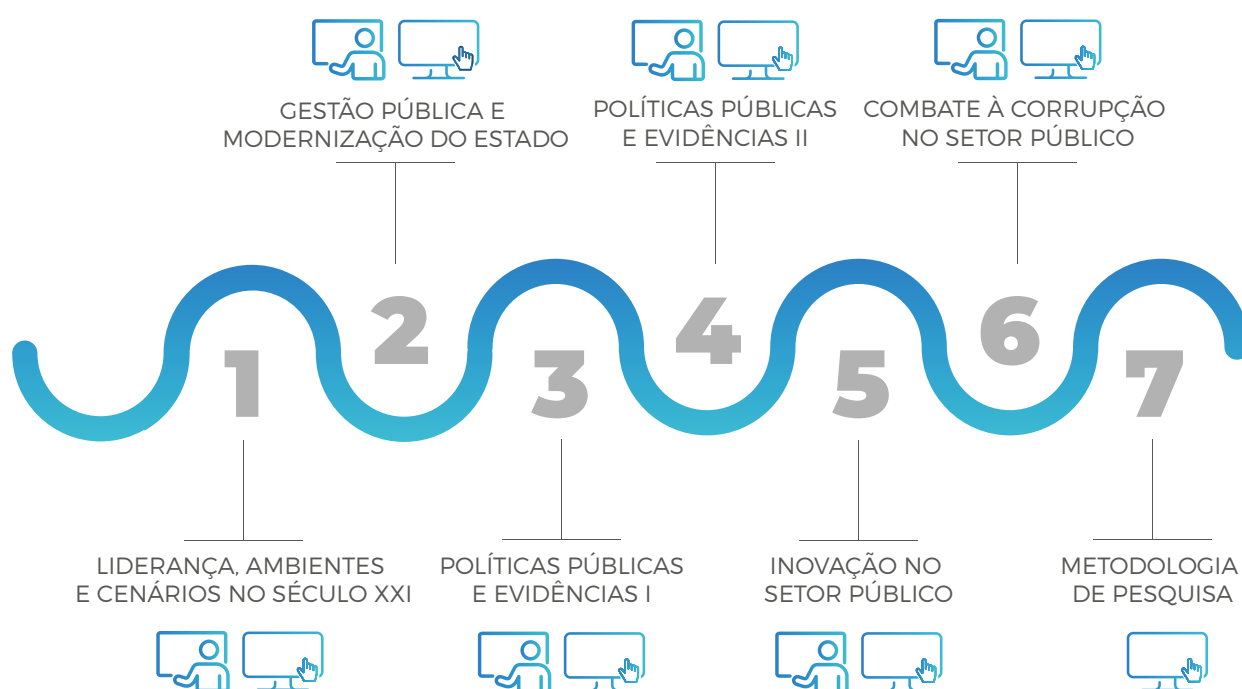 GESTÃO PÚBLICA E
MODERNIZAÇÃO DO ESTADO
POLÍTICAS PÚBLICAS
E EVIDÊNCIAS II
COMBATE À CORRUPÇÃO
NO SETOR PÚBLICO
1
2
3
4
5
6
7
LIDERANÇA, AMBIENTES
E CENÁRIOS NO SÉCULO XXI
POLÍTICAS PÚBLICAS
E EVIDÊNCIAS I
INOVAÇÃO NO
SETOR PÚBLICO
METODOLOGIA
DE PESQUISA